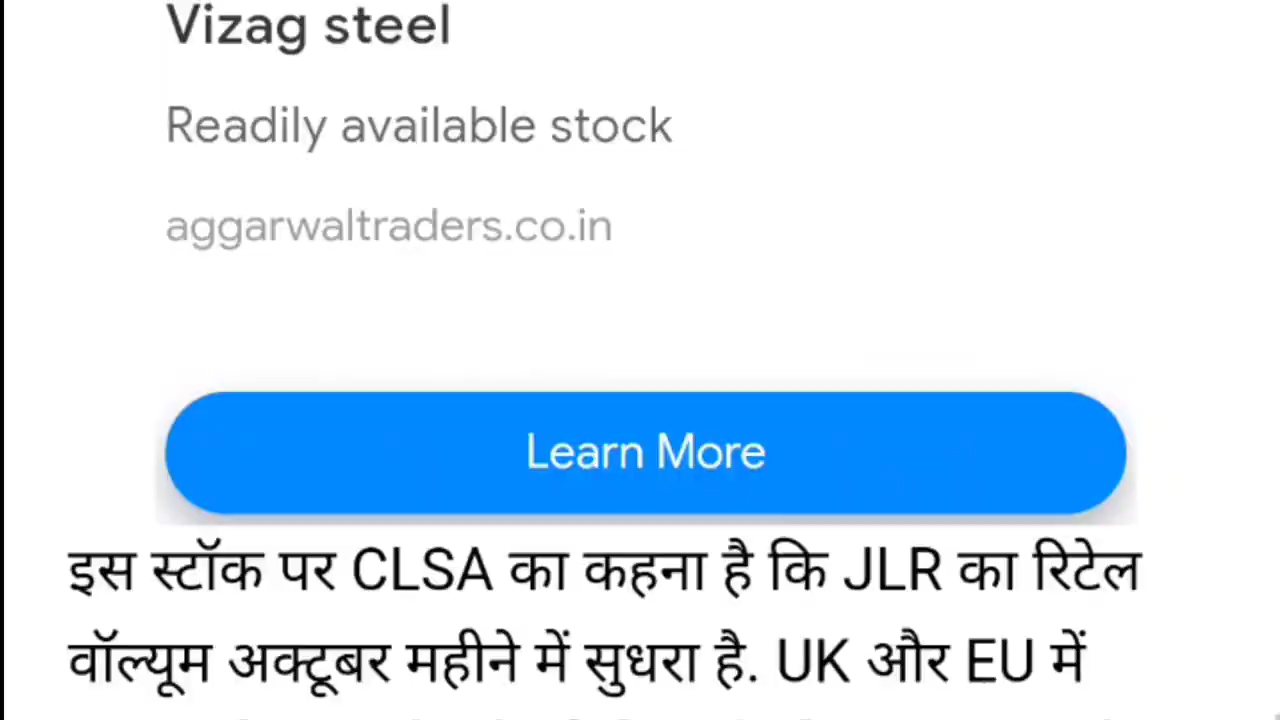 Vizag steel
Readily available stock
aggarwaltraders.co.in
Learn More
इस स्टॉक पर CLSA का कहना है कि JLR का रिटेल
वॉल्यूम अक्टूबर महीने में सुधरा है. UK और EU में